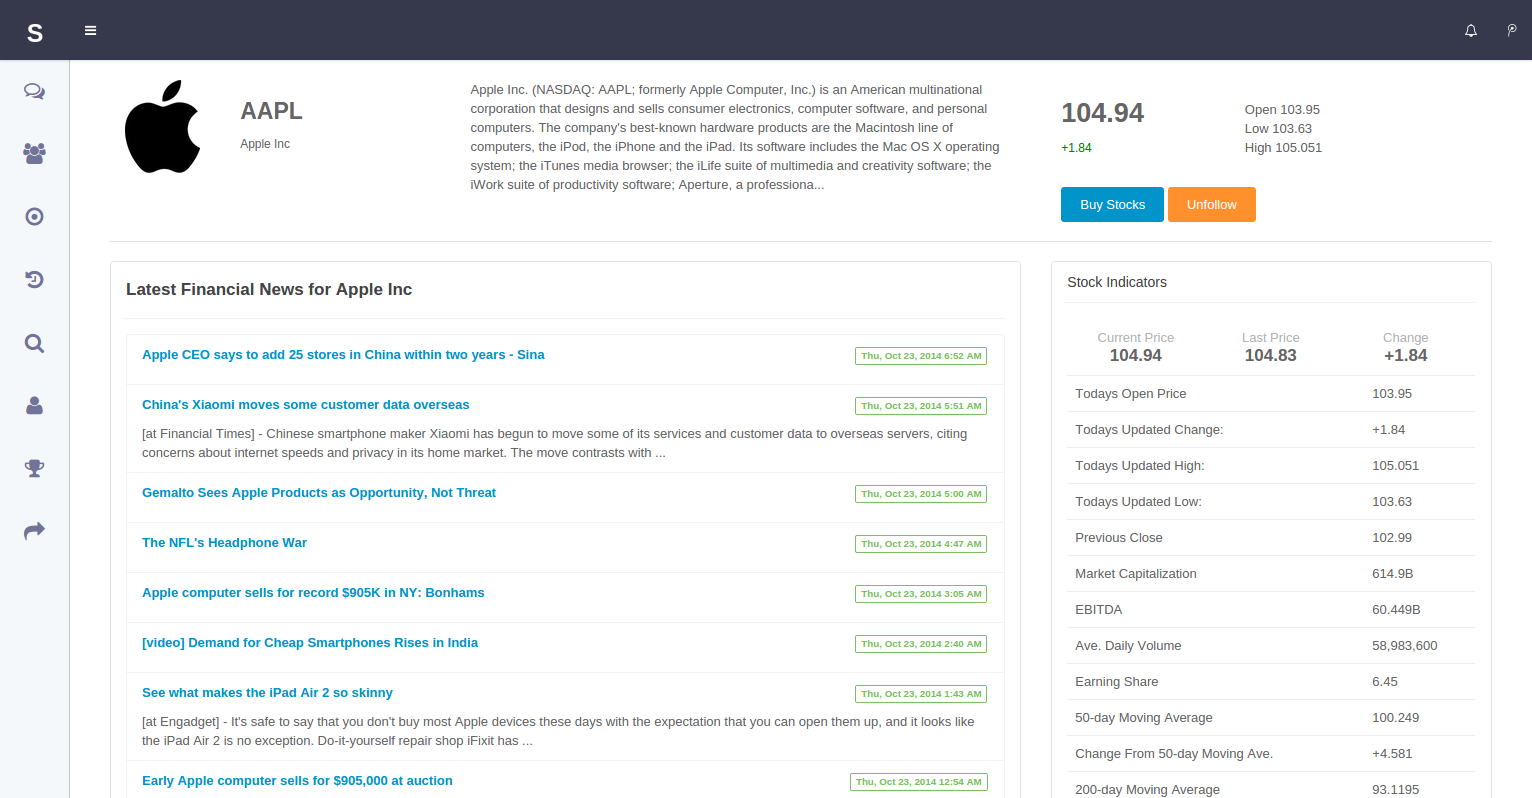 S
AAPL
Apple Inc
Apple Inc. (NASDAQ: AAPL; formerly Apple Computer, Inc.) is an American multinational
corporation that designs and sells consumer electronics, computer software, and personal
computers. The company's best-known hardware products are the Macintosh line of
computers, the iPod, the iPhone and the iPad. Its software includes the Mac OS X operating
system; the iTunes media browser; the iLife suite of multimedia and creativity software; the
iWork suite of productivity software; Aperture, a professiona...
104.94
+1.84
Open 103.95
Low 103.63
High 105.051
Buy Stocks
Unfollow
Latest Financial News for Apple Inc
Apple CEO says to add 25 stores in China within two years - Sina
Thu, Oct 23, 2014 6:52 AM
China's Xiaomi moves some customer data overseas
Thu, Oct 23, 2014 5:51 AM
[at Financial Times] - Chinese smartphone maker Xiaomi has begun to move some of its services and customer data to overseas servers, citing
concerns about internet speeds and privacy in its home market. The move contrasts with ...
Gemalto Sees Apple Products as Opportunity, Not Threat
Thu, Oct 23, 2014 5:00 AM
The NFL's Headphone War
Thu, Oct 23, 2014 4:47 AM
Apple computer sells for record $905K in NY: Bonhams
Thu, Oct 23, 2014 3:05 AM
[video] Demand for Cheap Smartphones Rises in India
Thu, Oct 23, 2014 2:40 AM
See what makes the iPad Air 2 so skinny
Thu, Oct 23, 2014 1:43 AM
[at Engadget] - It's safe to say that you don't buy most Apple devices these days with the expectation that you can open them up, and it looks like
the iPad Air 2 is no exception. Do-it-yourself repair shop iFixit has ...
Early Apple computer sells for $905,000 at auction
Thu, Oct 23, 2014 12:54 AM
Stock Indicators
Current Price
Last Price
Change
104.94
104.83
+1.84
Todays Open Price 103.95
Todays Updated Change: +1.84
Todays Updated High: 105.051
Todays Updated Low: 103.63
Previous Close 102.99
Market Capitalization 614.9B
EBITDA 60.449B
Ave. Daily Volume 58,983,600
Earning Share 6.45
50-day Moving Average 100.249
Change From 50-day Moving Ave. +4.581
200-day Moving Average 93.1195